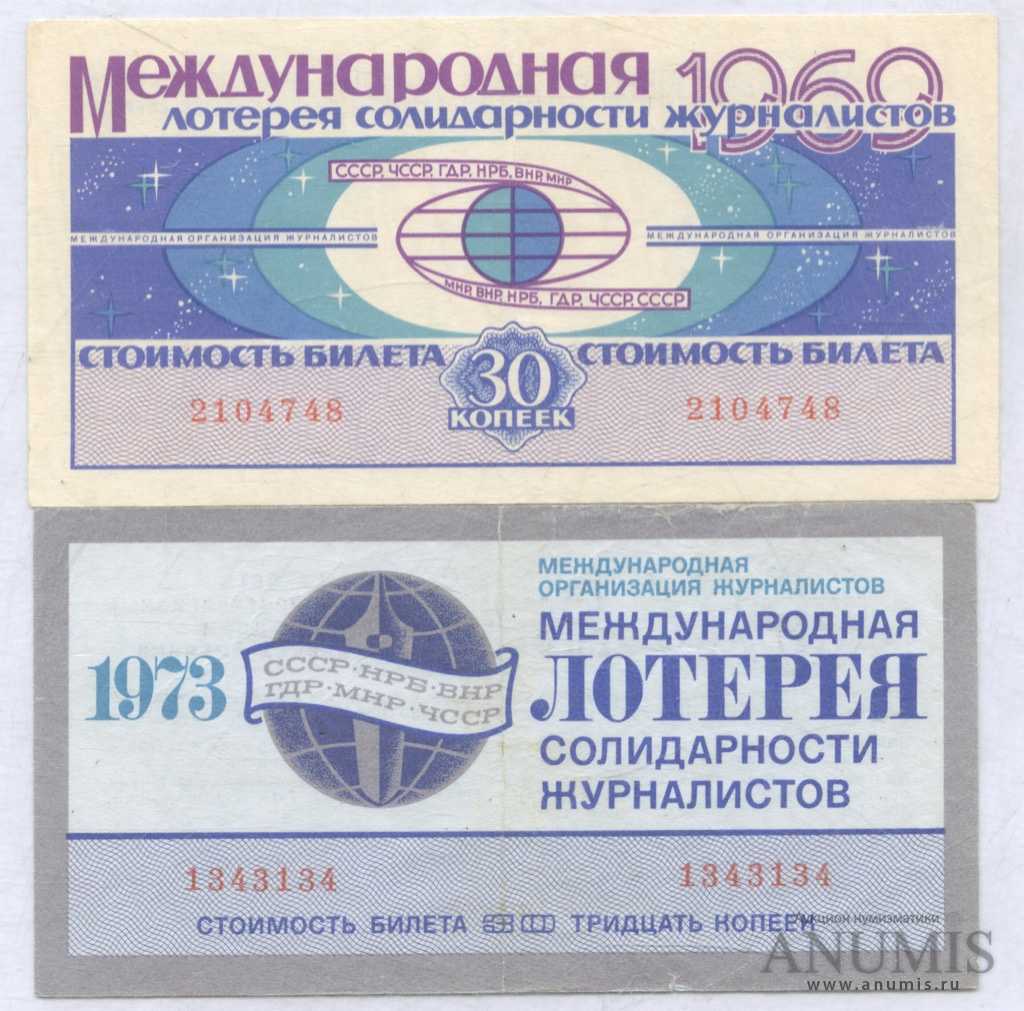 Международная 1969
лотерея солидарности журналистов
СССР, ЧССР, ГДР, НРБ, ВНР, МНР
МЕЖДУНАРОДНАЯ ОРГАНИЗАЦИЯ ЖУРНАЛИСТОВ
МЕЖДУНАРОДНАЯ ОРГАНИЗАЦИЯ ЖУРНАЛИСТОВ
МНР, ВНР, НРБ, ГДР, ЧССР, СССР
СТОИМОСТЬ БИЛЕТА 30 СТОИМОСТЬ БИЛЕТА
КОПЕЕК
2104748 2104748
МЕЖДУНАРОДНАЯ
ОРГАНИЗАЦИЯ ЖУРНАЛИСТОВ
МЕЖДУНАРОДНАЯ
1973
СССР·НРБ·ВНР
ГДР·МНР·ЧССР
ЛОТЕРЕЯ
СОЛИДАРНОСТИ
ЖУРНАЛИСТОВ
1343134 1343134
СТОИМОСТЬ БИЛЕТА ТРИДЦАТЬ КОПЕЕК
Аукцион нумизматики
ANUMIS
www.anumis.ru